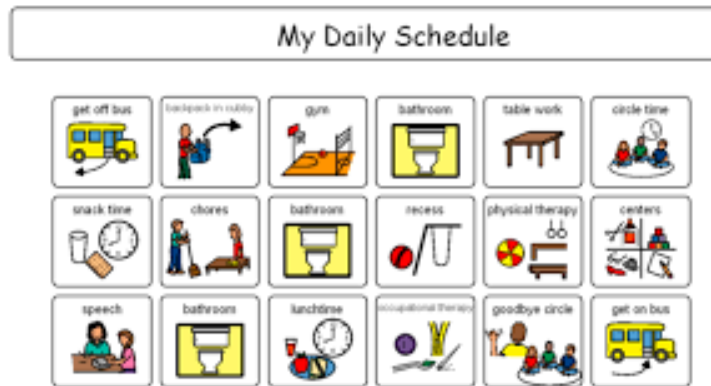 My Daily Schedule
get off bus backpack in cubby gym bathroom table work circle time
snack time chores bathroom recess physical therapy centers
speech bathroom lunchtime occupational therapy goodbye circle get on bus